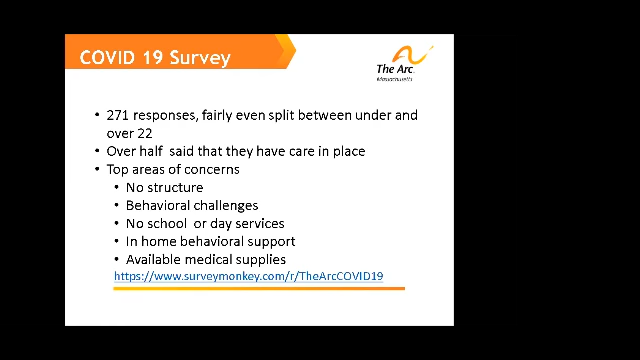 COVID 19 Survey
The Arc.
Massachusetts
• 271 responses, fairly even split between under and
over 22
• Over half said that they have care in place
• Top areas of concerns
• No structure
• Behavioral challenges
• No school or day services
• In home behavioral support
• Available medical supplies
https://www.surveymonkey.com/r/TheArcCOVID19